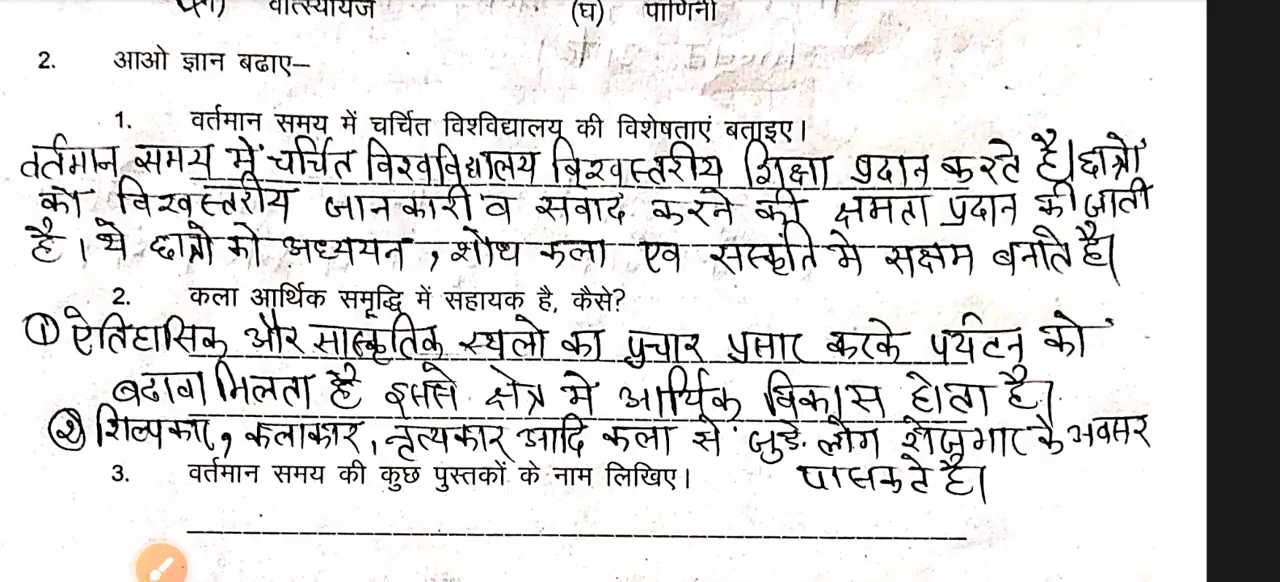 वात्स्यायज (घ) पाणिनी
2. आओ ज्ञान बढाए–
1. वर्तमान समय में चर्चित विश्विद्यालय की विशेषताएं बताइए।
वर्तमान समय में चर्चित विश्वविद्यालय विश्वस्तरीय शिक्षा प्रदान करते है। छात्रों
को विश्वस्तरीय जानकारी व सवाद करने की क्षमता प्रदान की जाती
है। ये छात्रो को अध्ययन, शोध कला एव सस्कृति मे सक्षम बनाते है।
2. कला आर्थिक समृद्धि में सहायक है, कैसे?
① ऐतिहासिक और सास्कृतिक स्थलो का प्रचार प्रसार करके पर्यटन को
बढावा मिलता है इससे क्षेत्र मे आर्थिक विकास होता है।
② शिल्पकार, कलाकार, नृत्यकार आदि कला से जुडे लोग रोजगार के अवसर
3. वर्तमान समय की कुछ पुस्तकों के नाम लिखिए। पा सकते है।